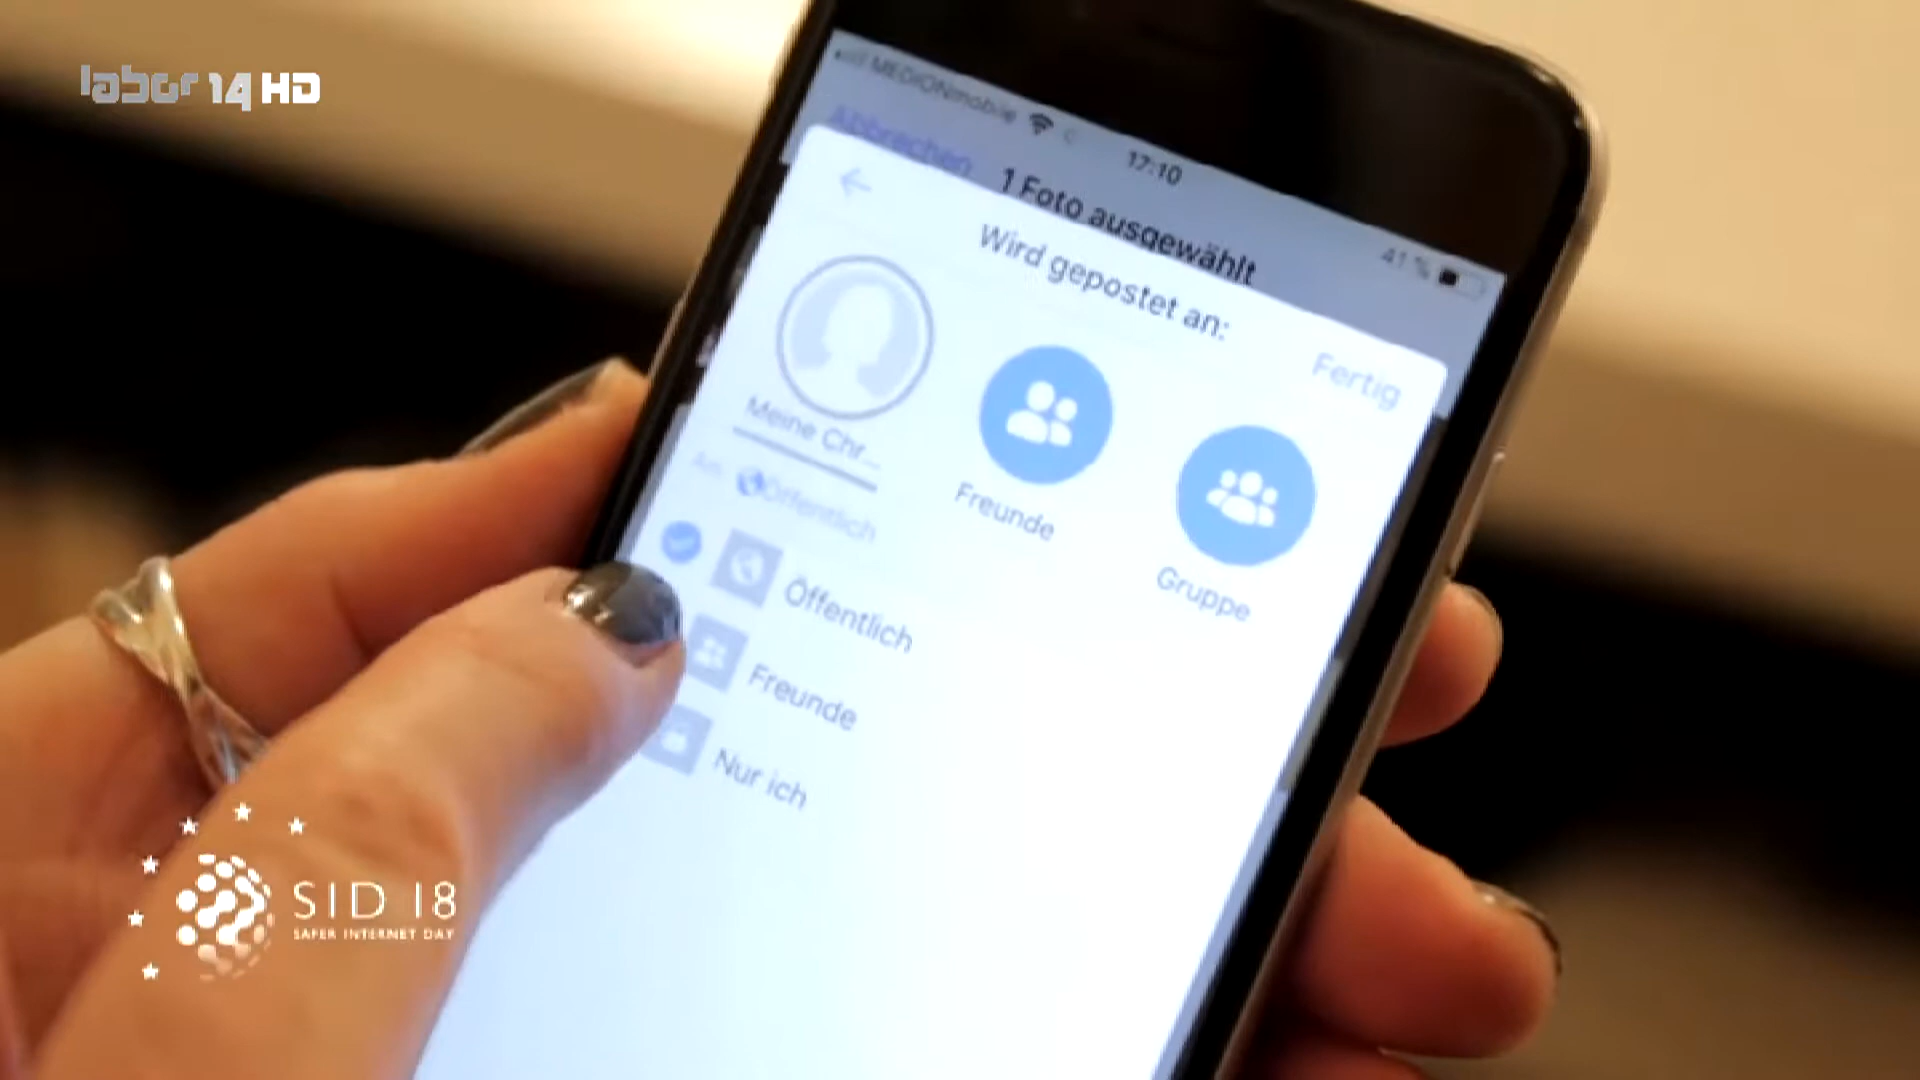 labor 14 HD
MEDIONmobile
17:10
41 %
Abbrechen
1 Foto ausgewählt
Wird gepostet an:
Fertig
Meine Chr...
Freunde
Gruppe
An: Öffentlich
Öffentlich
Freunde
Nur ich
SID 18
SAFER INTERNET DAY